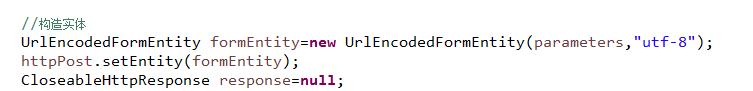 //构造实体
UrlEncodedFormEntity formEntity=new UrlEncodedFormEntity(parameters,"utf-8");
httpPost.setEntity(formEntity);
CloseableHttpResponse response=null;